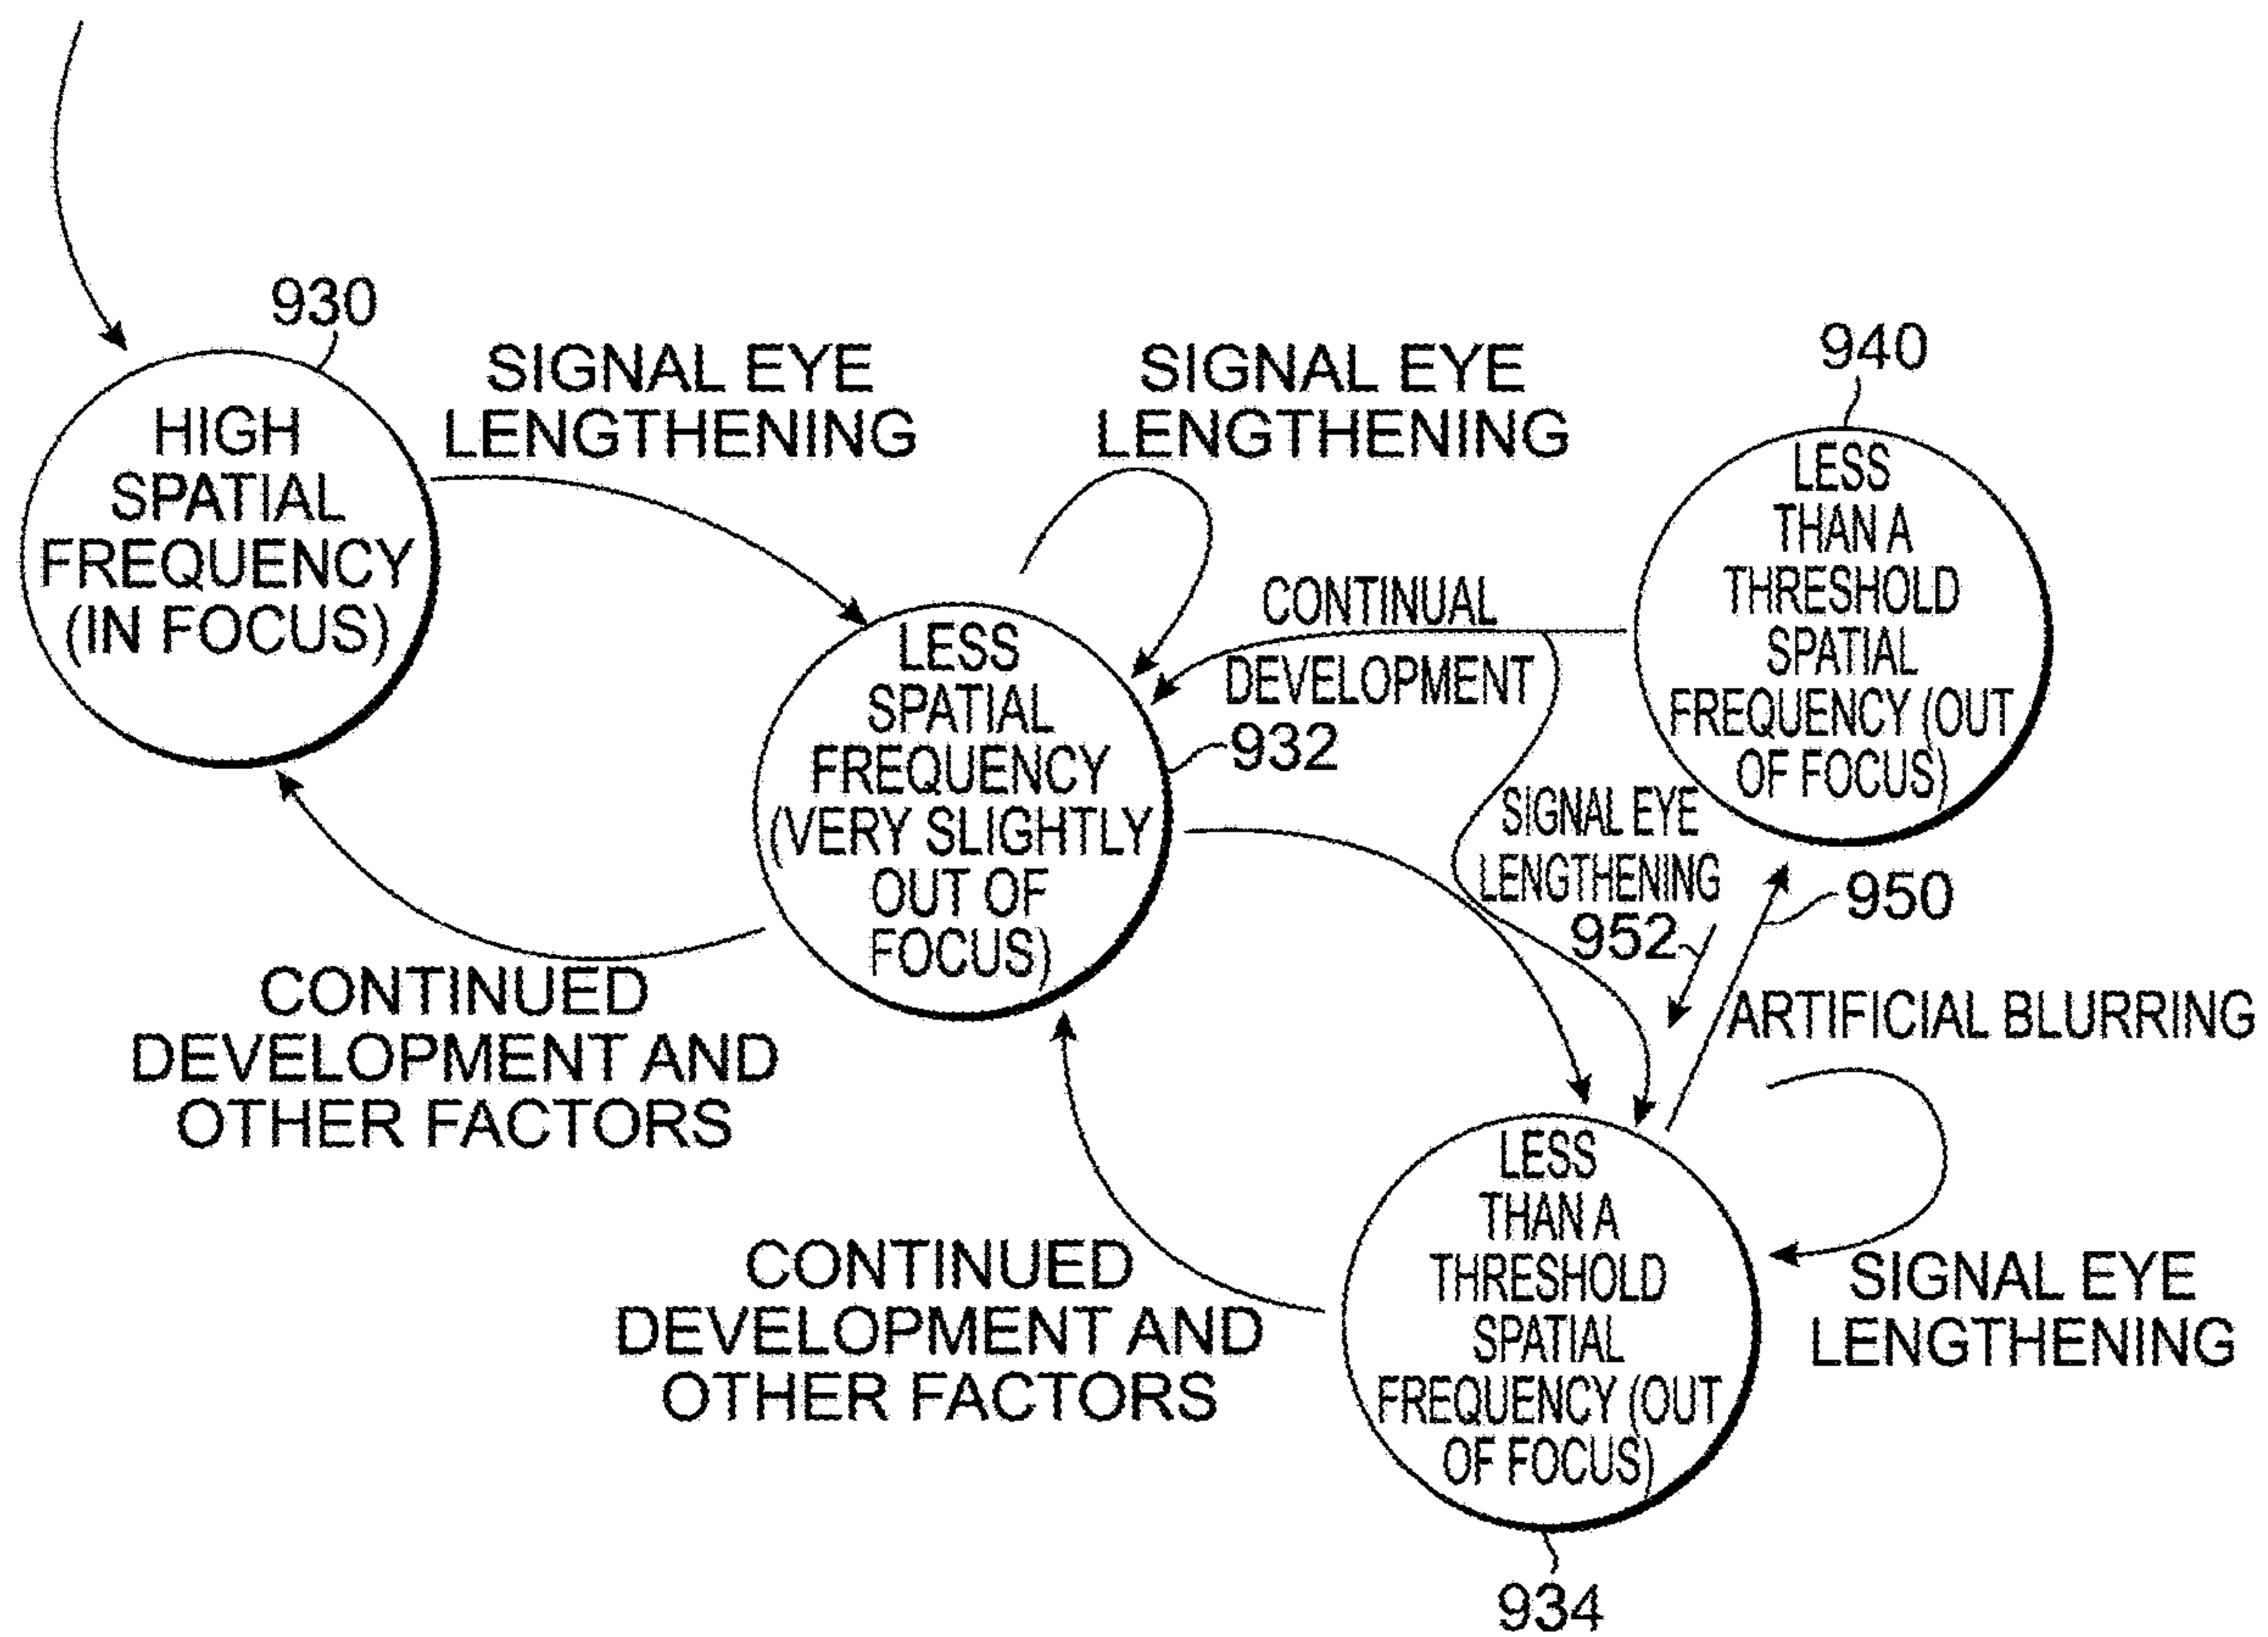 930
SIGNAL EYE
LENGTHENING
SIGNAL EYE
LENGTHENING
940
HIGH
SPATIAL
FREQUENCY
(IN FOCUS)
LESS
THAN A
THRESHOLD
SPATIAL
FREQUENCY (OUT
OF FOCUS)
CONTINUAL
DEVELOPMENT
932
LESS
SPATIAL
FREQUENCY
(VERY SLIGHTLY
OUT OF
FOCUS)
SIGNAL EYE
LENGTHENING
952
950
ARTIFICIAL BLURRING
CONTINUED
DEVELOPMENT AND
OTHER FACTORS
CONTINUED
DEVELOPMENT AND
OTHER FACTORS
LESS
THAN A
THRESHOLD
SPATIAL
FREQUENCY (OUT
OF FOCUS)
SIGNAL EYE
LENGTHENING
934